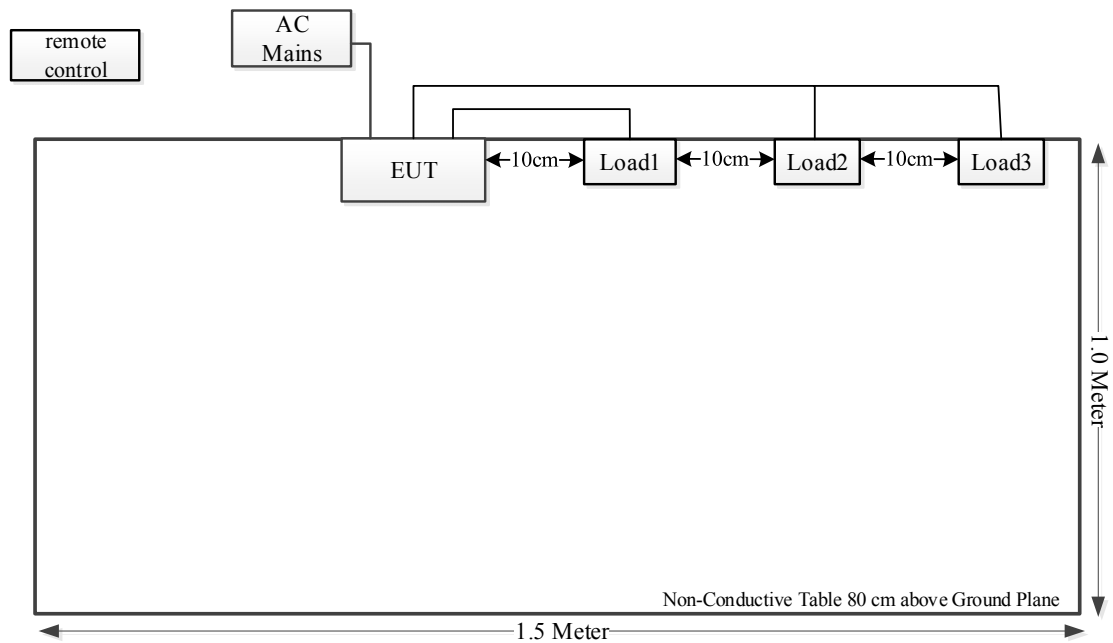 AC
Mains
remote
control
EUT
10cm
Load1
10cm
Load2
10cm
Load3
1.0 Meter
Non-Conductive Table 80 cm above Ground Plane
1.5 Meter